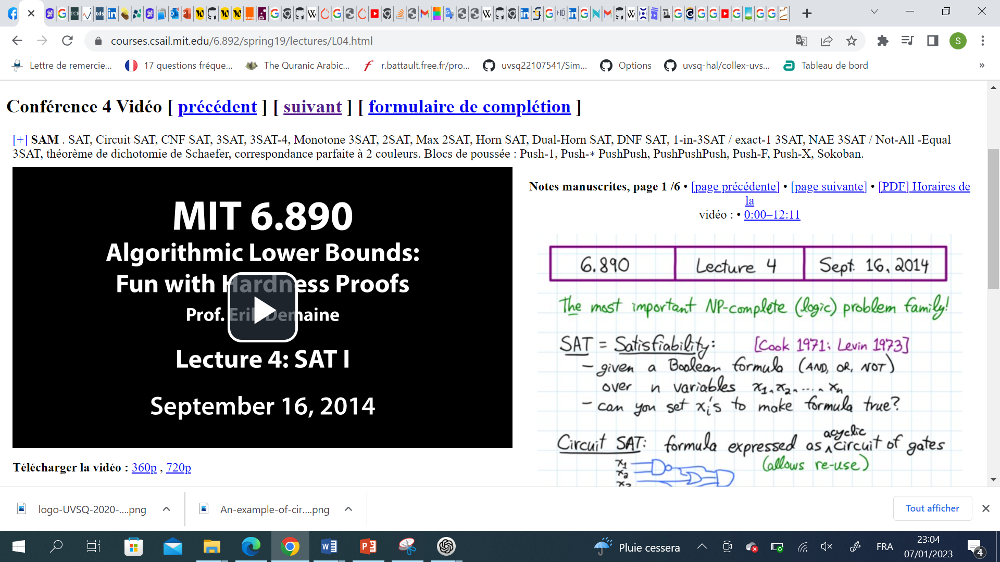 courses.csail.mit.edu/6.892/spring19/lectures/L04.html
S
Lettre de remercie...
17 questions fréque...
The Quranic Arabic...
r.battault.free.fr/pro...
uvsq22107541/Sim...
Options
uvsq-hal/collex-uvs...
Tableau de bord
»
Conférence 4 Vidéo [ précédent ] [ suivant ] [ formulaire de complétion ]
[+] SAM . SAT, Circuit SAT, CNF SAT, 3SAT, 3SAT-4, Monotone 3SAT, 2SAT, Max 2SAT, Horn SAT, Dual-Horn SAT, DNF SAT, 1-in-3SAT / exact-1 3SAT, NAE 3SAT / Not-All -Equal
3SAT, théorème de dichotomie de Schaefer, correspondance parfaite à 2 couleurs. Blocs de poussée : Push-1, Push-∗ PushPush, PushPushPush, Push-F, Push-X, Sokoban.
MIT 6.890
Algorithmic Lower Bounds:
Fun with Hardness Proofs
Prof. Erik Demaine
Lecture 4: SAT I
September 16, 2014
Télécharger la vidéo : 360p , 720p
Notes manuscrites, page 1 /6 • [page précédente] • [page suivante] • [PDF] Horaires de
la
vidéo : • 0:00–12:11
6.890 Lecture 4 Sept. 16, 2014
The most important NP-complete (logic) problem family!
SAT = Satisfiability: [Cook 1971; Levin 1973]
– given a Boolean formula (AND, OR, NOT)
over n variables x1, x2, ..., xn
– can you set xi's to make formula true?
Circuit SAT: formula expressed as ∧ circuit of gates
acyclic
(allows re-use)
x1
x2
logo-UVSQ-2020-....png
An-example-of-cir....png
Tout afficher
Pluie cessera
FRA
23:04
07/01/2023
4